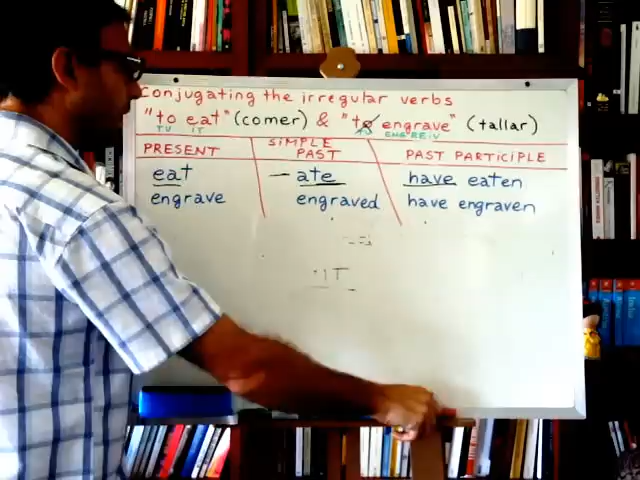 Conjugating the irregular verbs
"to eat" (comer) & "to engrave" (tallar)
TU IT TU ENGREIV
PRESENT SIMPLE PAST PAST PARTICIPLE
eat ate have eaten
engrave engraved have engraven